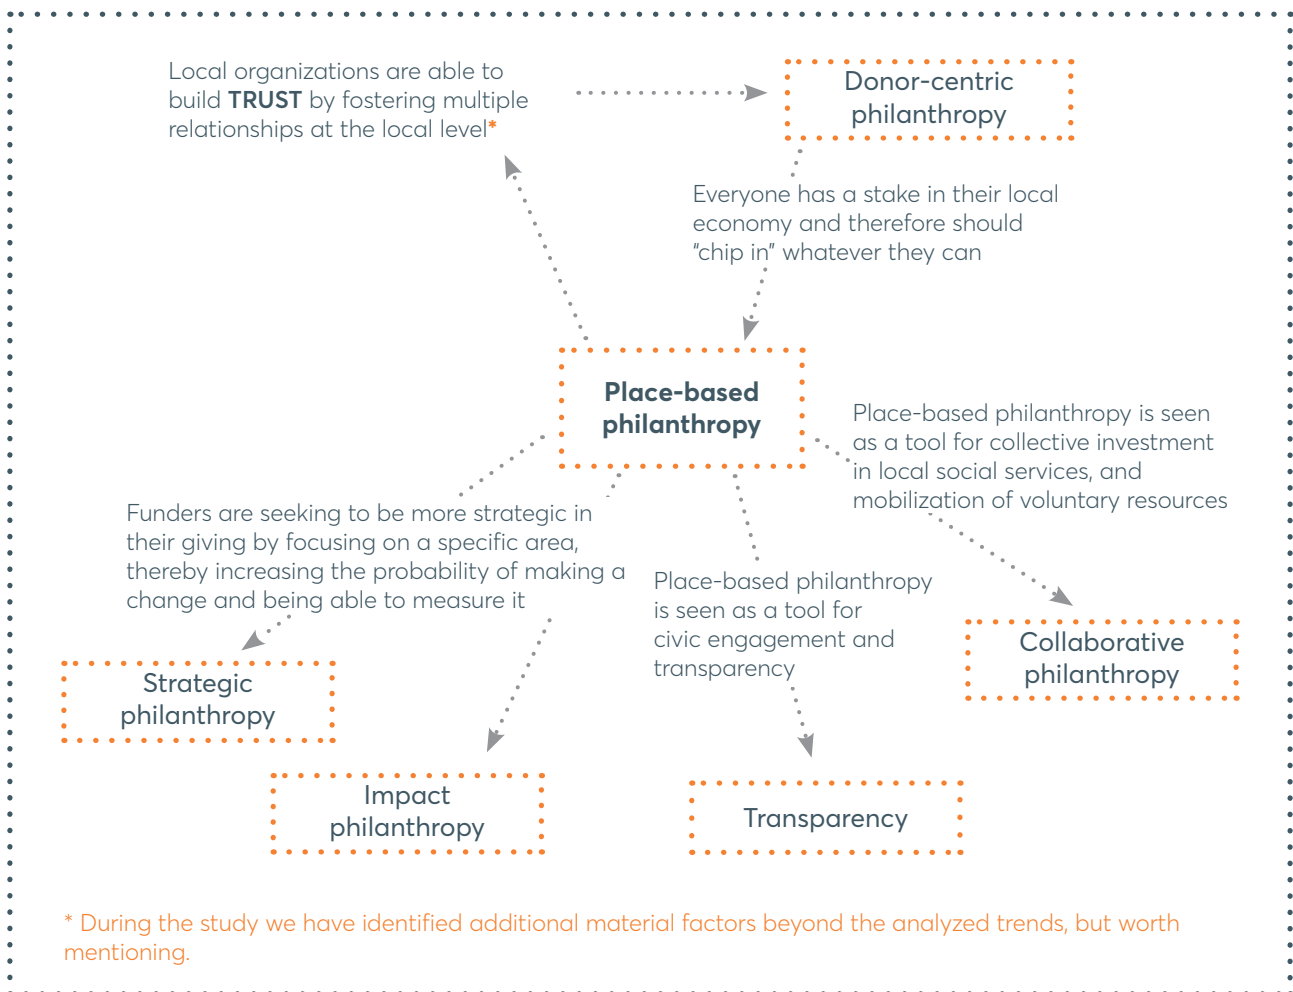 Local organizations are able to
build TRUST by fostering multiple
relationships at the local level*
Donor-centric
philanthropy
Everyone has a stake in their local
economy and therefore should
"chip in" whatever they can
Place-based
philanthropy
Place-based philanthropy is seen
as a tool for collective investment
in local social services, and
mobilization of voluntary resources
Funders are seeking to be more strategic in
their giving by focusing on a specific area,
thereby increasing the probability of making a
change and being able to measure it
Place-based philanthropy
is seen as a tool for
civic engagement and
transparency
Collaborative
philanthropy
Strategic
philanthropy
Impact
philanthropy
Transparency
* During the study we have identified additional material factors beyond the analyzed trends, but worth
mentioning.